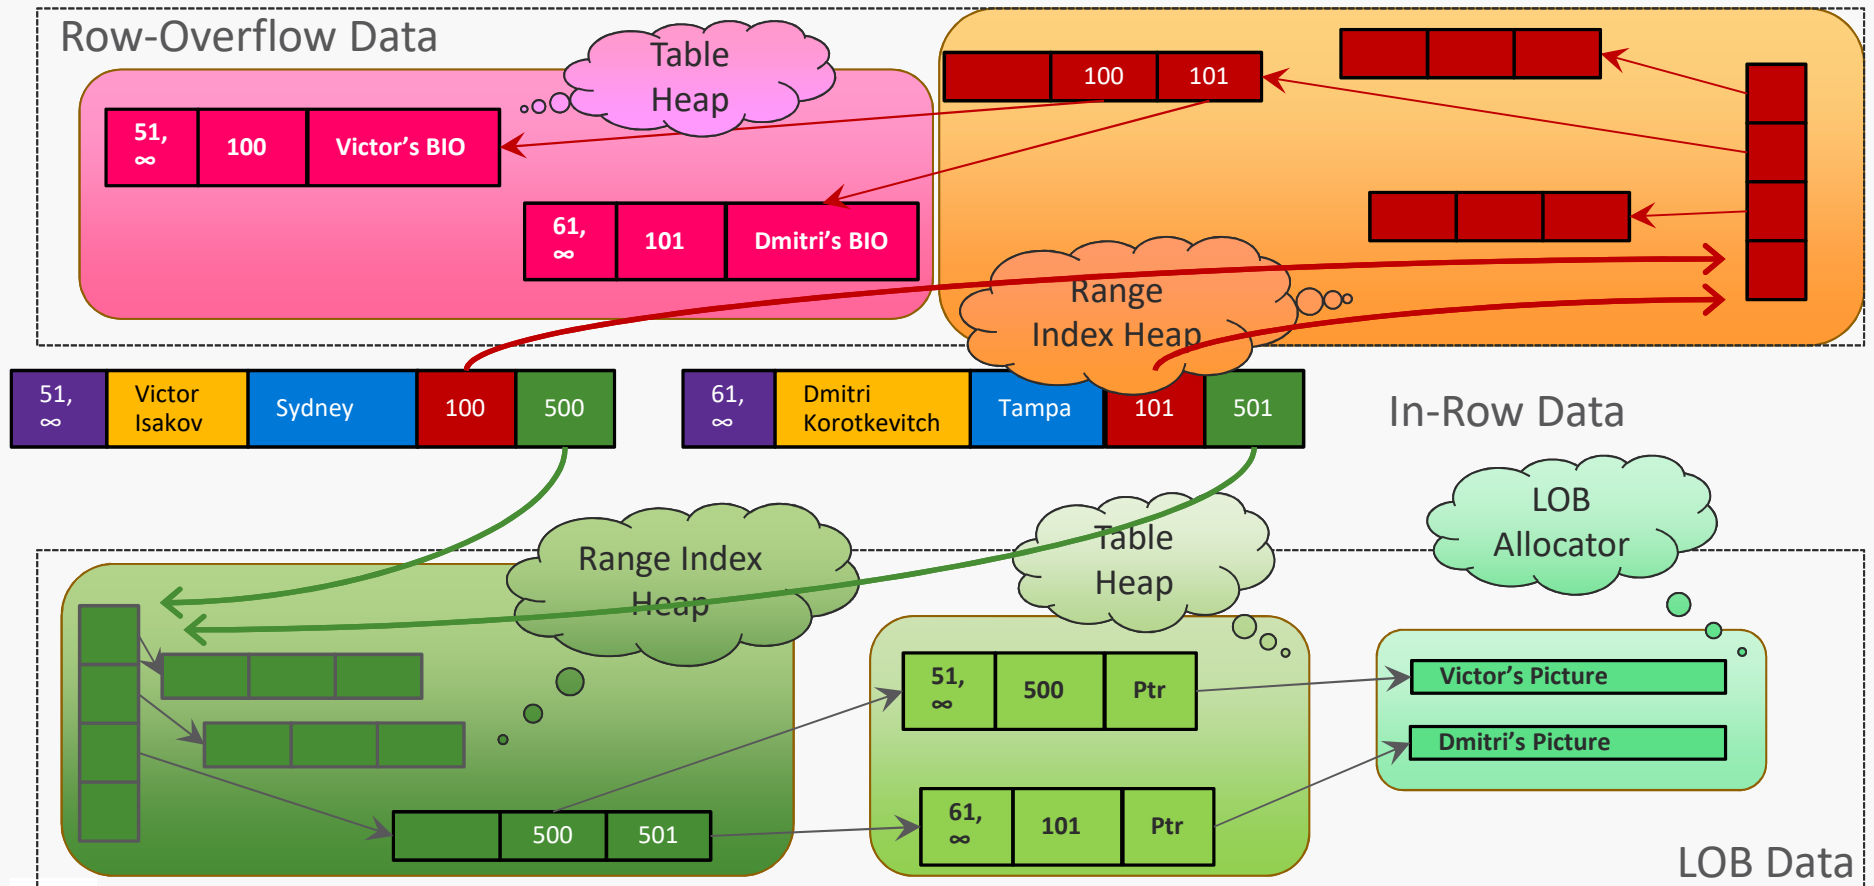 Row-Overflow Data
Table
Heap
100
101
51,
∞
100
Victor's BIO
61,
∞
101
Dmitri's BIO
Range
Index Heap
51,
∞
Victor
Isakov
Sydney
100
500
61,
∞
Dmitri
Korotkevitch
Tampa
101
501
In-Row Data
LOB
Allocator
Range Index
Heap
Table
Heap
51,
∞
500
Ptr
Victor's Picture
Dmitri's Picture
500
501
61,
∞
101
Ptr
LOB Data